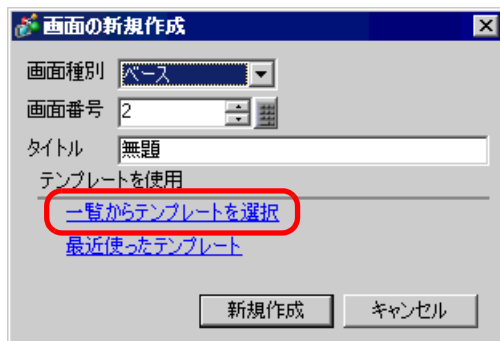 画面の新規作成
画面種別 ベース
画面番号 2
タイトル 無題
テンプレートを使用
一覧からテンプレートを選択
最近使ったテンプレート
新規作成 キャンセル